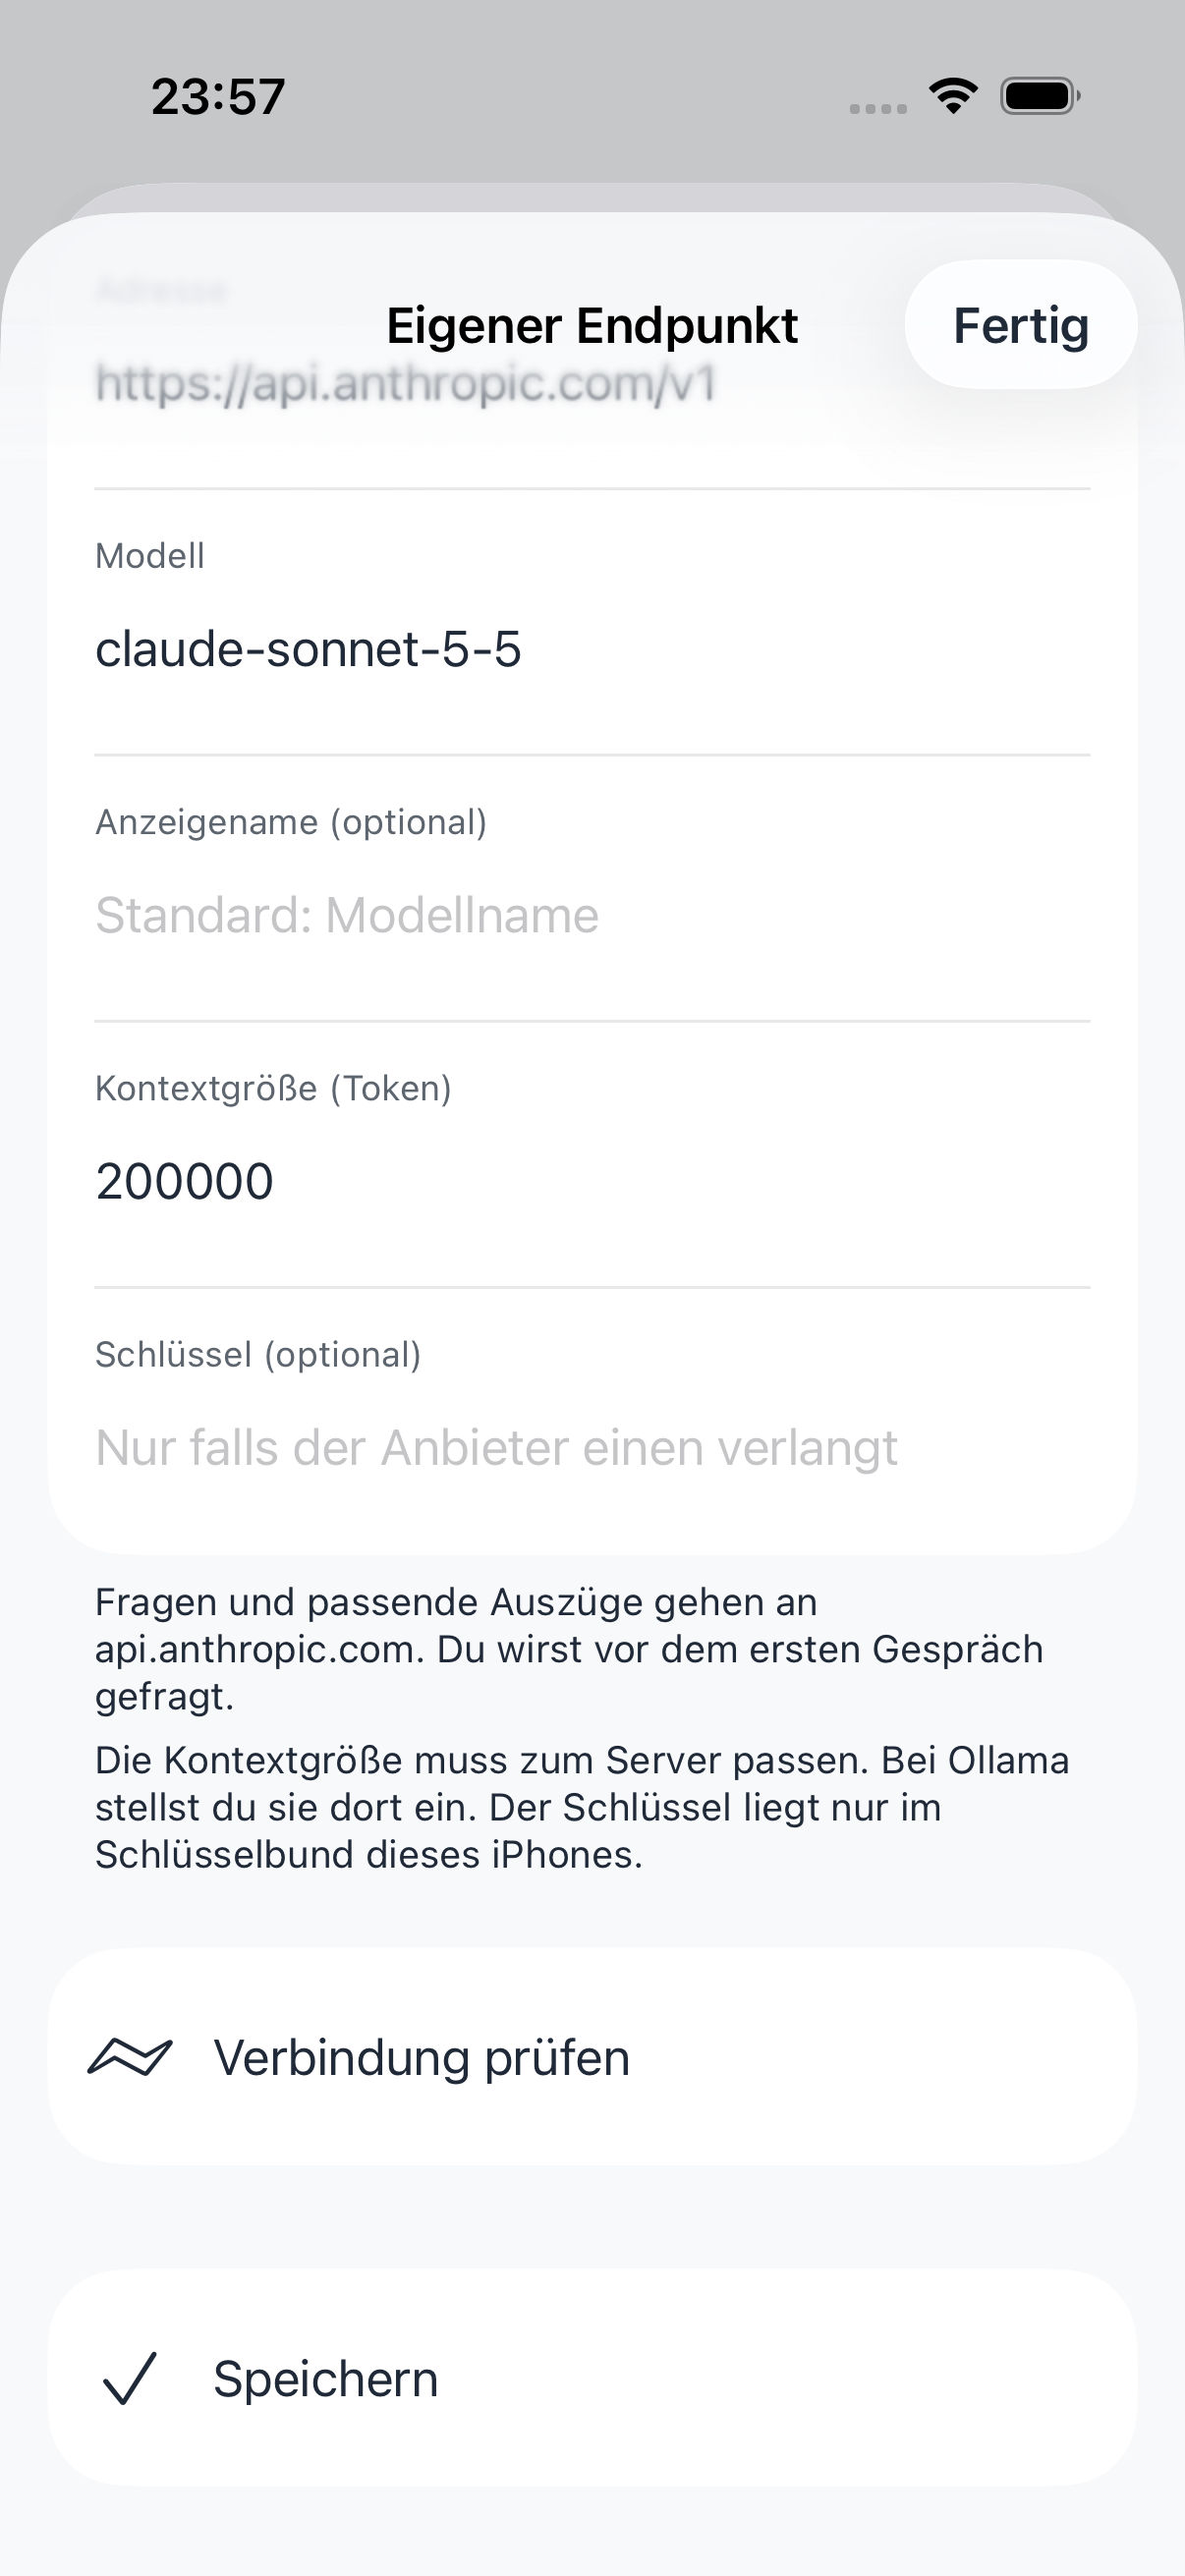 23:57
Adresse
Eigener Endpunkt
Fertig
https://api.anthropic.com/v1
Modell
claude-sonnet-5-5
Anzeigename (optional)
Standard: Modellname
Kontextgröße (Token)
200000
Schlüssel (optional)
Nur falls der Anbieter einen verlangt
Fragen und passende Auszüge gehen an
api.anthropic.com. Du wirst vor dem ersten Gespräch
gefragt.
Die Kontextgröße muss zum Server passen. Bei Ollama
stellst du sie dort ein. Der Schlüssel liegt nur im
Schlüsselbund dieses iPhones.
Verbindung prüfen
Speichern